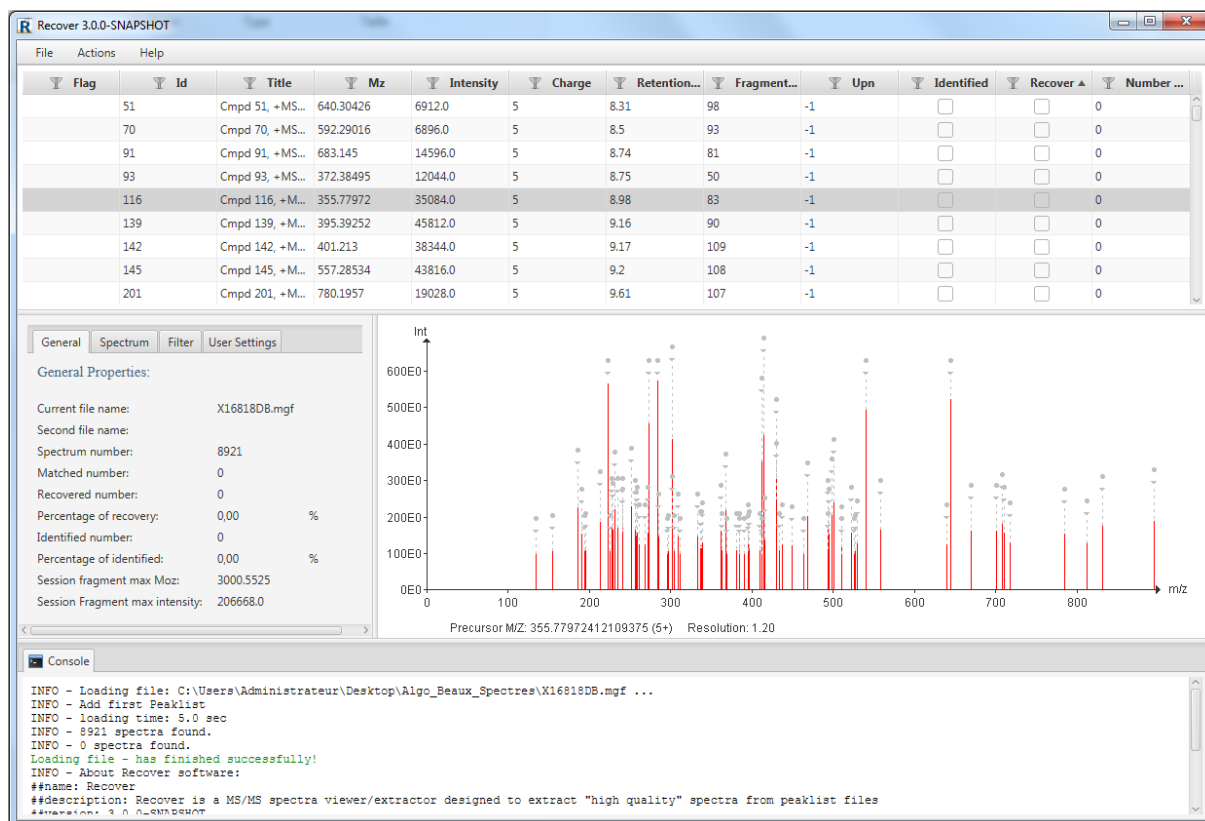 Recover 3.0.0-SNAPSHOT
File Actions Help
Flag Id Title Mz Intensity Charge Retention... Fragment... Upn Identified Recover Number ...
51 Cmpd 51, +MS... 640.30426 6912.0 5 8.31 98 -1 0
70 Cmpd 70, +MS... 592.29016 6896.0 5 8.5 93 -1 0
91 Cmpd 91, +MS... 683.145 14596.0 5 8.74 81 -1 0
93 Cmpd 93, +MS... 372.38495 12044.0 5 8.75 50 -1 0
116 Cmpd 116, +M... 355.77972 35084.0 5 8.98 83 -1 0
139 Cmpd 139, +M... 395.39252 45812.0 5 9.16 90 -1 0
142 Cmpd 142, +M... 401.213 38344.0 5 9.17 109 -1 0
145 Cmpd 145, +M... 557.28534 43816.0 5 9.2 108 -1 0
201 Cmpd 201, +M... 780.1957 19028.0 5 9.61 107 -1 0
General Spectrum Filter User Settings
General Properties:
Current file name: X16818DB.mgf
Second file name:
Spectrum number: 8921
Matched number: 0
Recovered number: 0
Percentage of recovery: 0,00 %
Identified number: 0
Percentage of identified: 0,00 %
Session fragment max Moz: 3000.5525
Session Fragment max intensity: 206668.0
Int
600E0
500E0
400E0
300E0
200E0
100E0
0E0
0 100 200 300 400 500 600 700 800 m/z
Precursor M/Z: 355.77972412109375 (5+) Resolution: 1.20
Console
INFO - Loading file: C:\Users\Administrateur\Desktop\Algo_Beaux_Spectres\X16818DB.mgf ...
INFO - Add first Peaklist
INFO - loading time: 5.0 sec
INFO - 8921 spectra found.
INFO - 0 spectra found.
Loading file - has finished successfully!
INFO - About Recover software:
##name: Recover
##description: Recover is a MS/MS spectra viewer/extractor designed to extract "high quality" spectra from peaklist files
##version: 3.0.0-SNAPSHOT